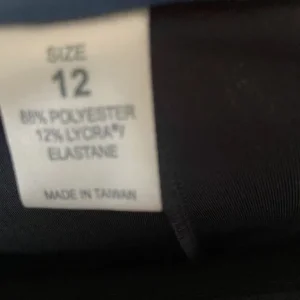 SIZE
12
88% POLYESTER
12% LYCRA®/
ELASTANE
MADE IN TAIWAN